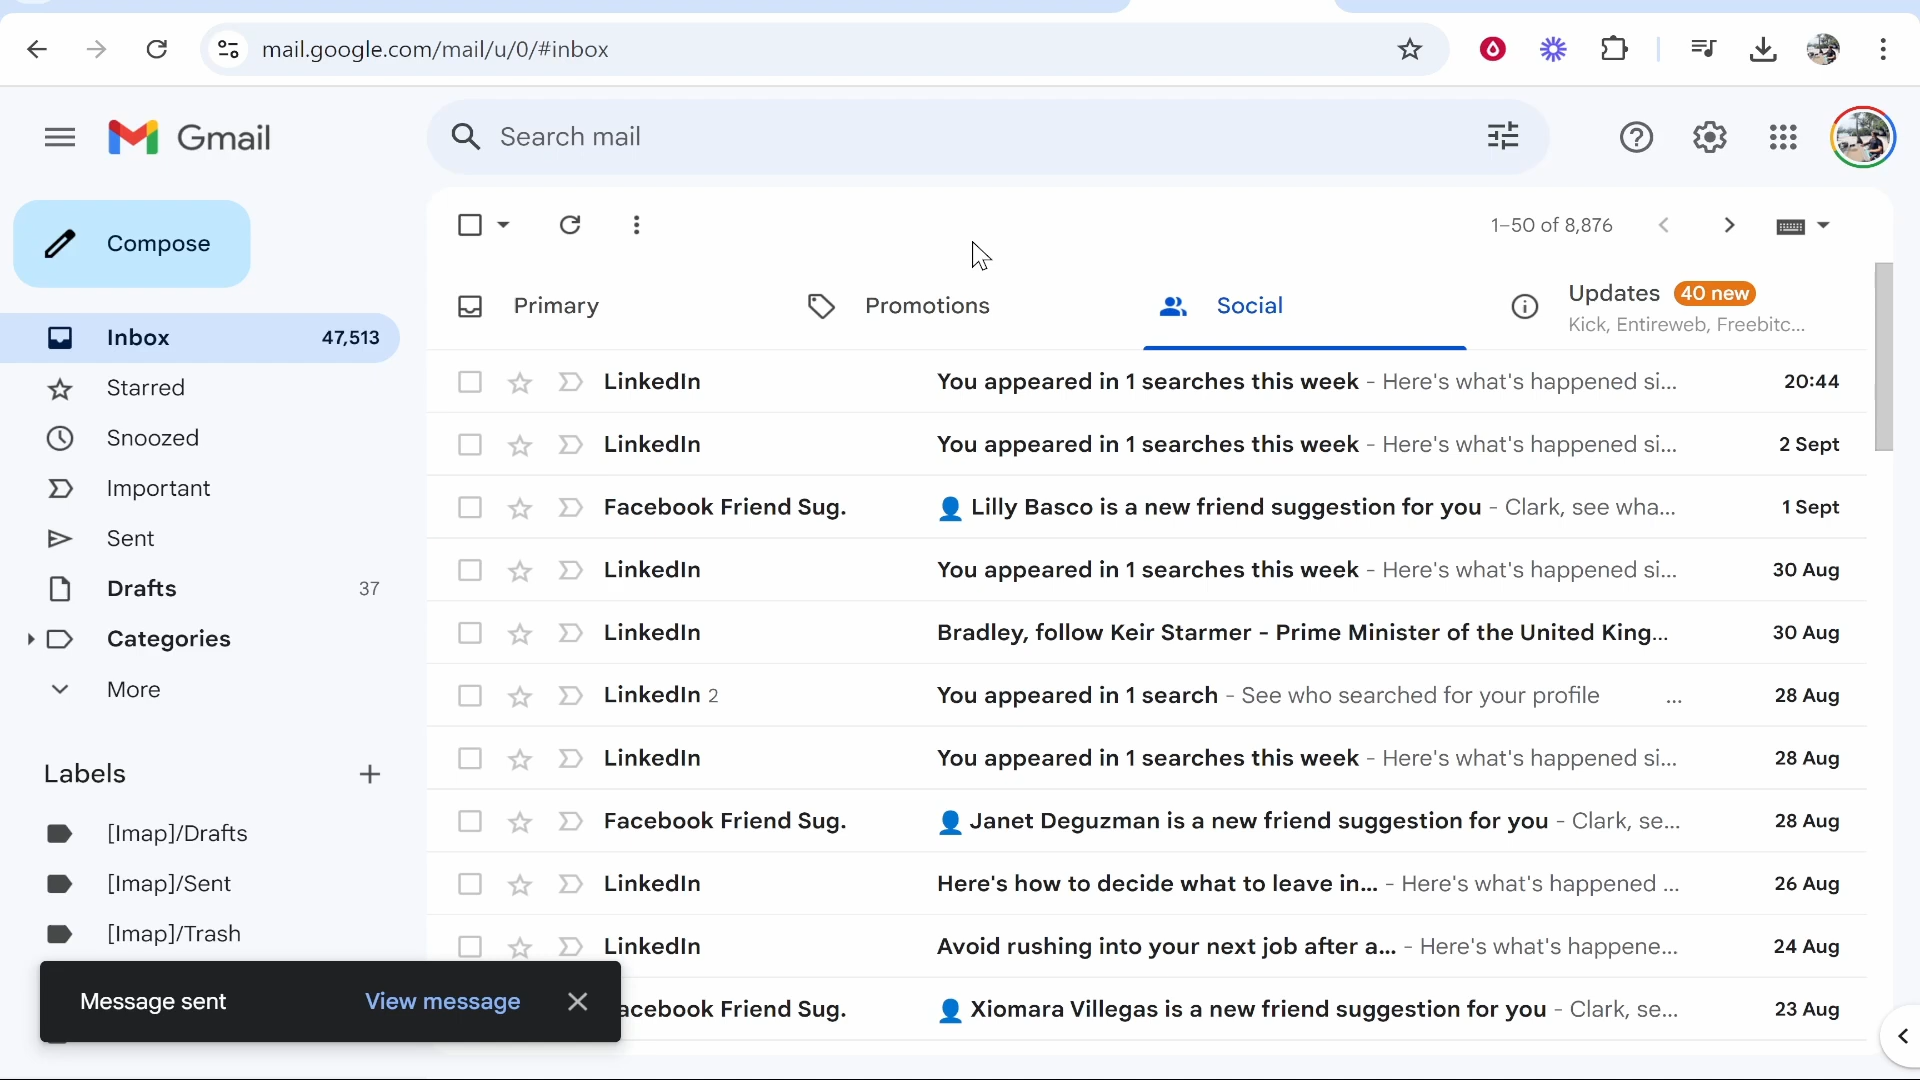 mail.google.com/mail/u/0/#inbox
Gmail
Search mail
Compose
1–50 of 8,876
Inbox 47,513
Starred
Snoozed
Important
Sent
Drafts 37
Categories
More
Labels
[Imap]/Drafts
[Imap]/Sent
[Imap]/Trash
Primary
Promotions
Social
Updates 40 new
Kick, Entireweb, Freebitc...
LinkedIn You appeared in 1 searches this week - Here's what's happened si... 20:44
LinkedIn You appeared in 1 searches this week - Here's what's happened si... 2 Sept
Facebook Friend Sug. 👤 Lilly Basco is a new friend suggestion for you - Clark, see wha... 1 Sept
LinkedIn You appeared in 1 searches this week - Here's what's happened si... 30 Aug
LinkedIn Bradley, follow Keir Starmer - Prime Minister of the United King... 30 Aug
LinkedIn 2 You appeared in 1 search - See who searched for your profile ... 28 Aug
LinkedIn You appeared in 1 searches this week - Here's what's happened si... 28 Aug
Facebook Friend Sug. 👤 Janet Deguzman is a new friend suggestion for you - Clark, se... 28 Aug
LinkedIn Here's how to decide what to leave in... - Here's what's happened ... 26 Aug
LinkedIn Avoid rushing into your next job after a... - Here's what's happene... 24 Aug
acebook Friend Sug. 👤 Xiomara Villegas is a new friend suggestion for you - Clark, se... 23 Aug
Message sent View message